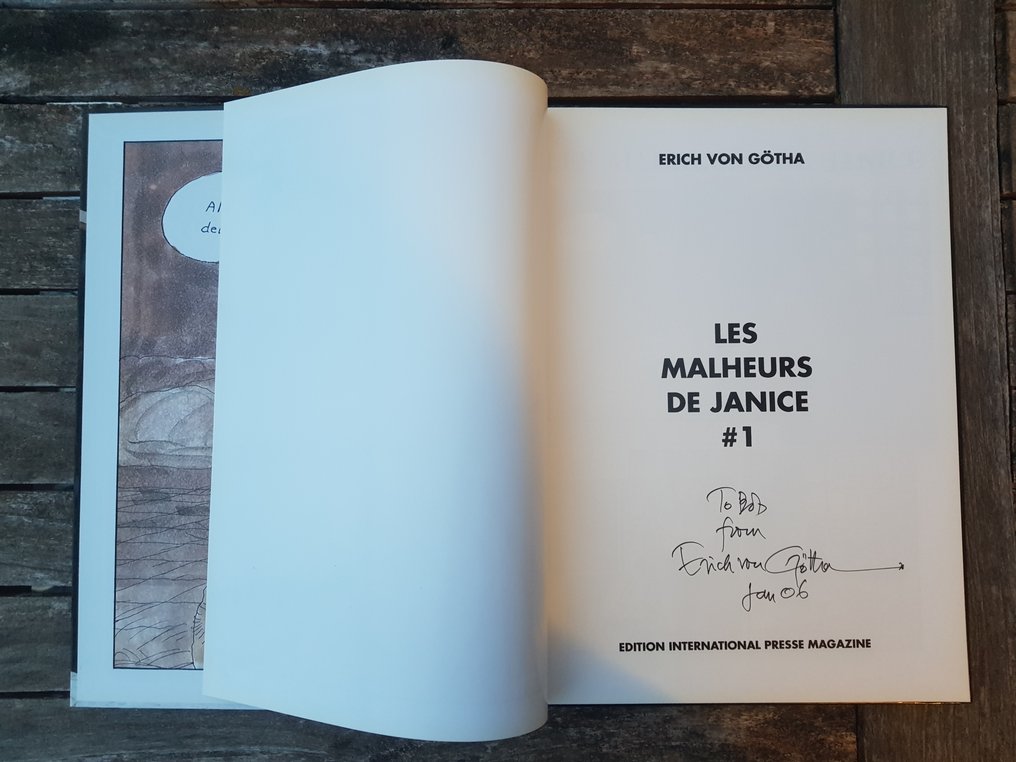 ERICH VON GÖTHA
LES
MALHEURS
DE JANICE
#1
To Bob
from
Erich von Götha
Jan 06
EDITION INTERNATIONAL PRESSE MAGAZINE